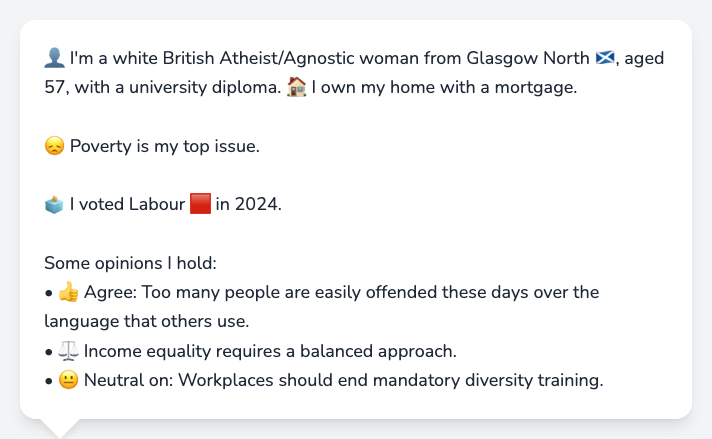 👤 I'm a white British Atheist/Agnostic woman from Glasgow North 🏴󠁧󠁢󠁳󠁣󠁴󠁿, aged
57, with a university diploma. 🏠 I own my home with a mortgage.
😞 Poverty is my top issue.
🗳️ I voted Labour 🟥 in 2024.
Some opinions I hold:
• 👍 Agree: Too many people are easily offended these days over the
language that others use.
• ⚖️ Income equality requires a balanced approach.
• 😐 Neutral on: Workplaces should end mandatory diversity training.